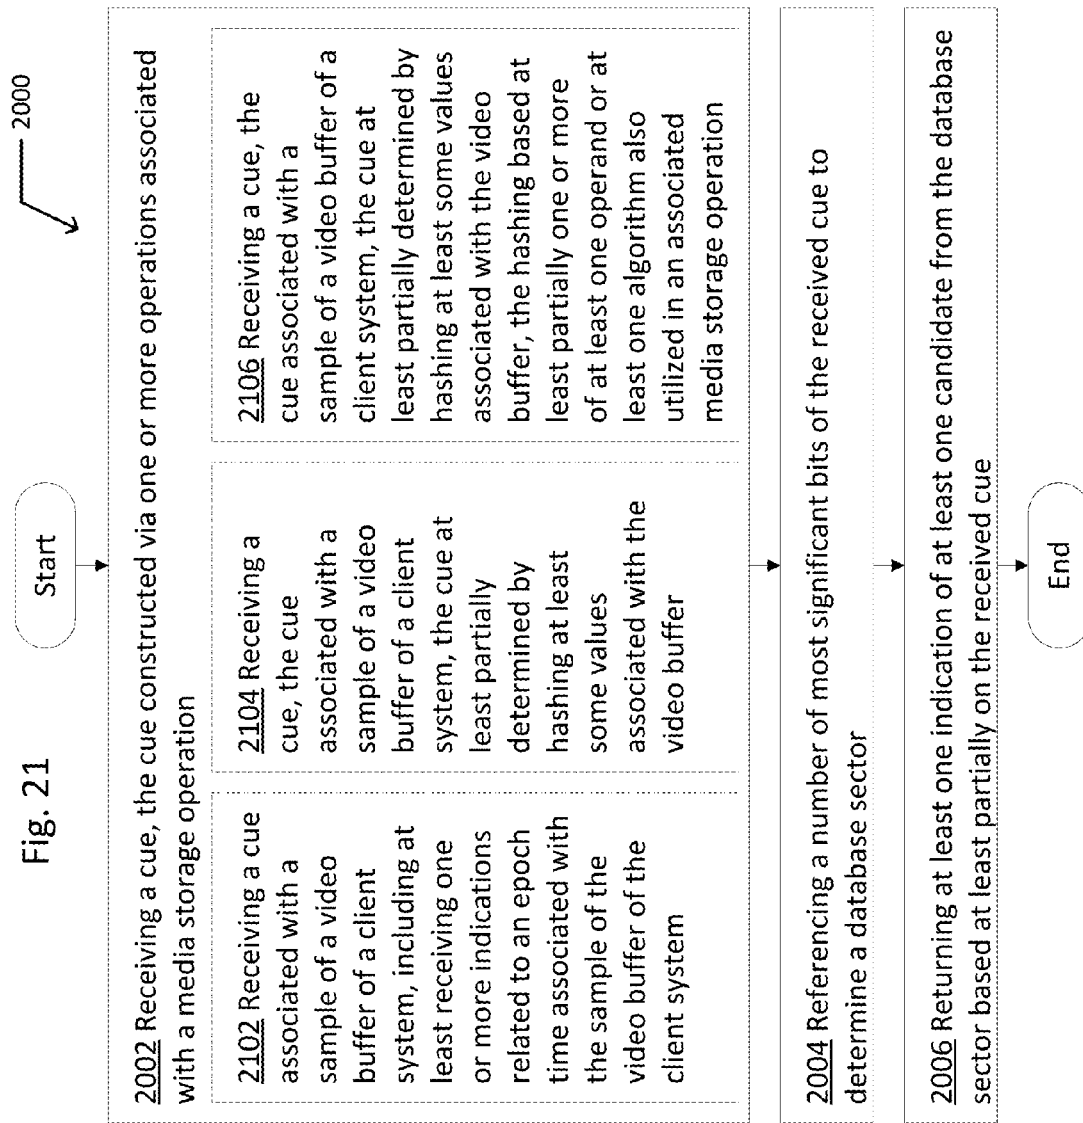 Fig. 21
2000
Start
2002 Receiving a cue, the cue constructed via one or more operations associated
with a media storage operation
2102 Receiving a cue
associated with a
sample of a video
buffer of a client
system, including at
least receiving one
or more indications
related to an epoch
time associated with
the sample of the
video buffer of the
client system
2104 Receiving a
cue, the cue
associated with a
sample of a video
buffer of a client
system, the cue at
least partially
determined by
hashing at least
some values
associated with the
video buffer
2106 Receiving a cue, the
cue associated with a
sample of a video buffer of a
client system, the cue at
least partially determined by
hashing at least some values
associated with the video
buffer, the hashing based at
least partially one or more
of at least one operand or at
least one algorithm also
utilized in an associated
media storage operation
2004 Referencing a number of most significant bits of the received cue to
determine a database sector
2006 Returning at least one indication of at least one candidate from the database
sector based at least partially on the received cue
End